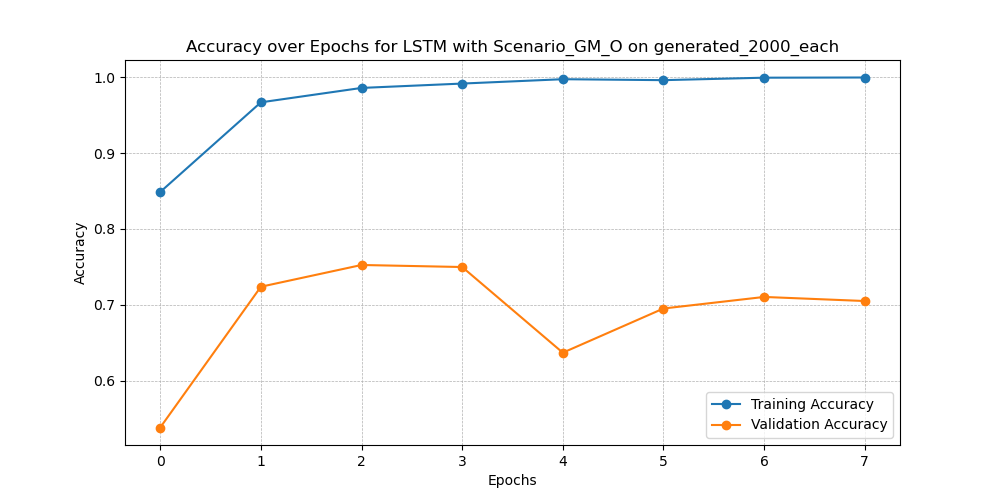 Accuracy over Epochs for LSTM with Scenario_GM_O on generated_2000_each
1.0
0.9
0.8
0.7
0.6
Accuracy
0 1 2 3 4 5 6 7
Epochs
Training Accuracy
Validation Accuracy